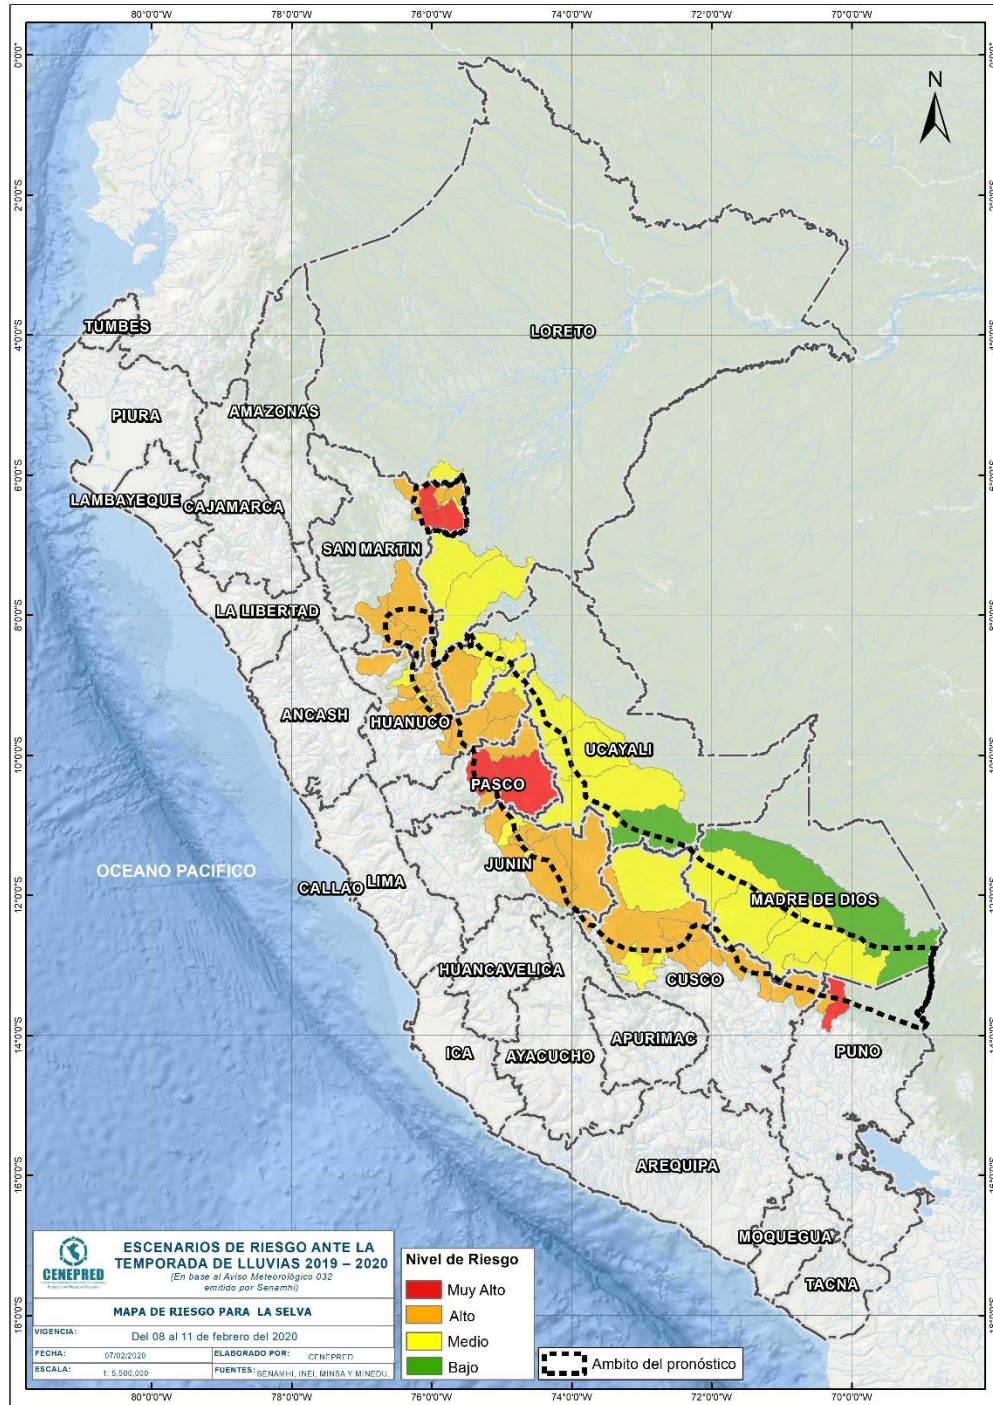 80°0'0"W 78°0'0"W 76°0'0"W 74°0'0"W 72°0'0"W 70°0'0"W
0°0'0"
N
2°0'0"S
TUMBES
LORETO
4°0'0"S
PIURA
AMAZONAS
6°0'0"S
LAMBAYEQUE
CAJAMARCA
SAN MARTIN
LA LIBERTAD
8°0'0"S
ANCASH
HUANUCO
UCAYALI
10°0'0"S
PASCO
JUNIN
OCEANO PACIFICO
CALLAO
LIMA
12°0'0"S
MADRE DE DIOS
HUANCAVELICA
CUSCO
14°0'0"S
ICA
AYACUCHO
APURIMAC
PUNO
AREQUIPA
16°0'0"S
MOQUEGUA
TACNA
18°0'0"S
CENEPRED
ESCENARIOS DE RIESGO ANTE LA
TEMPORADA DE LLUVIAS 2019 – 2020
(En base al Aviso Meteorológico 032
emitido por Senamhi)
MAPA DE RIESGO PARA LA SELVA
VIGENCIA: Del 08 al 11 de febrero del 2020
FECHA: 07/02/2020 ELABORADO POR: CENEPRED
ESCALA: 1: 5,500,000 FUENTES: SENAMHI, INEI, MINSA Y MINEDU.
Nivel de Riesgo
Muy Alto
Alto
Medio
Bajo
Ambito del pronóstico
80°0'0"W 78°0'0"W 76°0'0"W 74°0'0"W 72°0'0"W 70°0'0"W